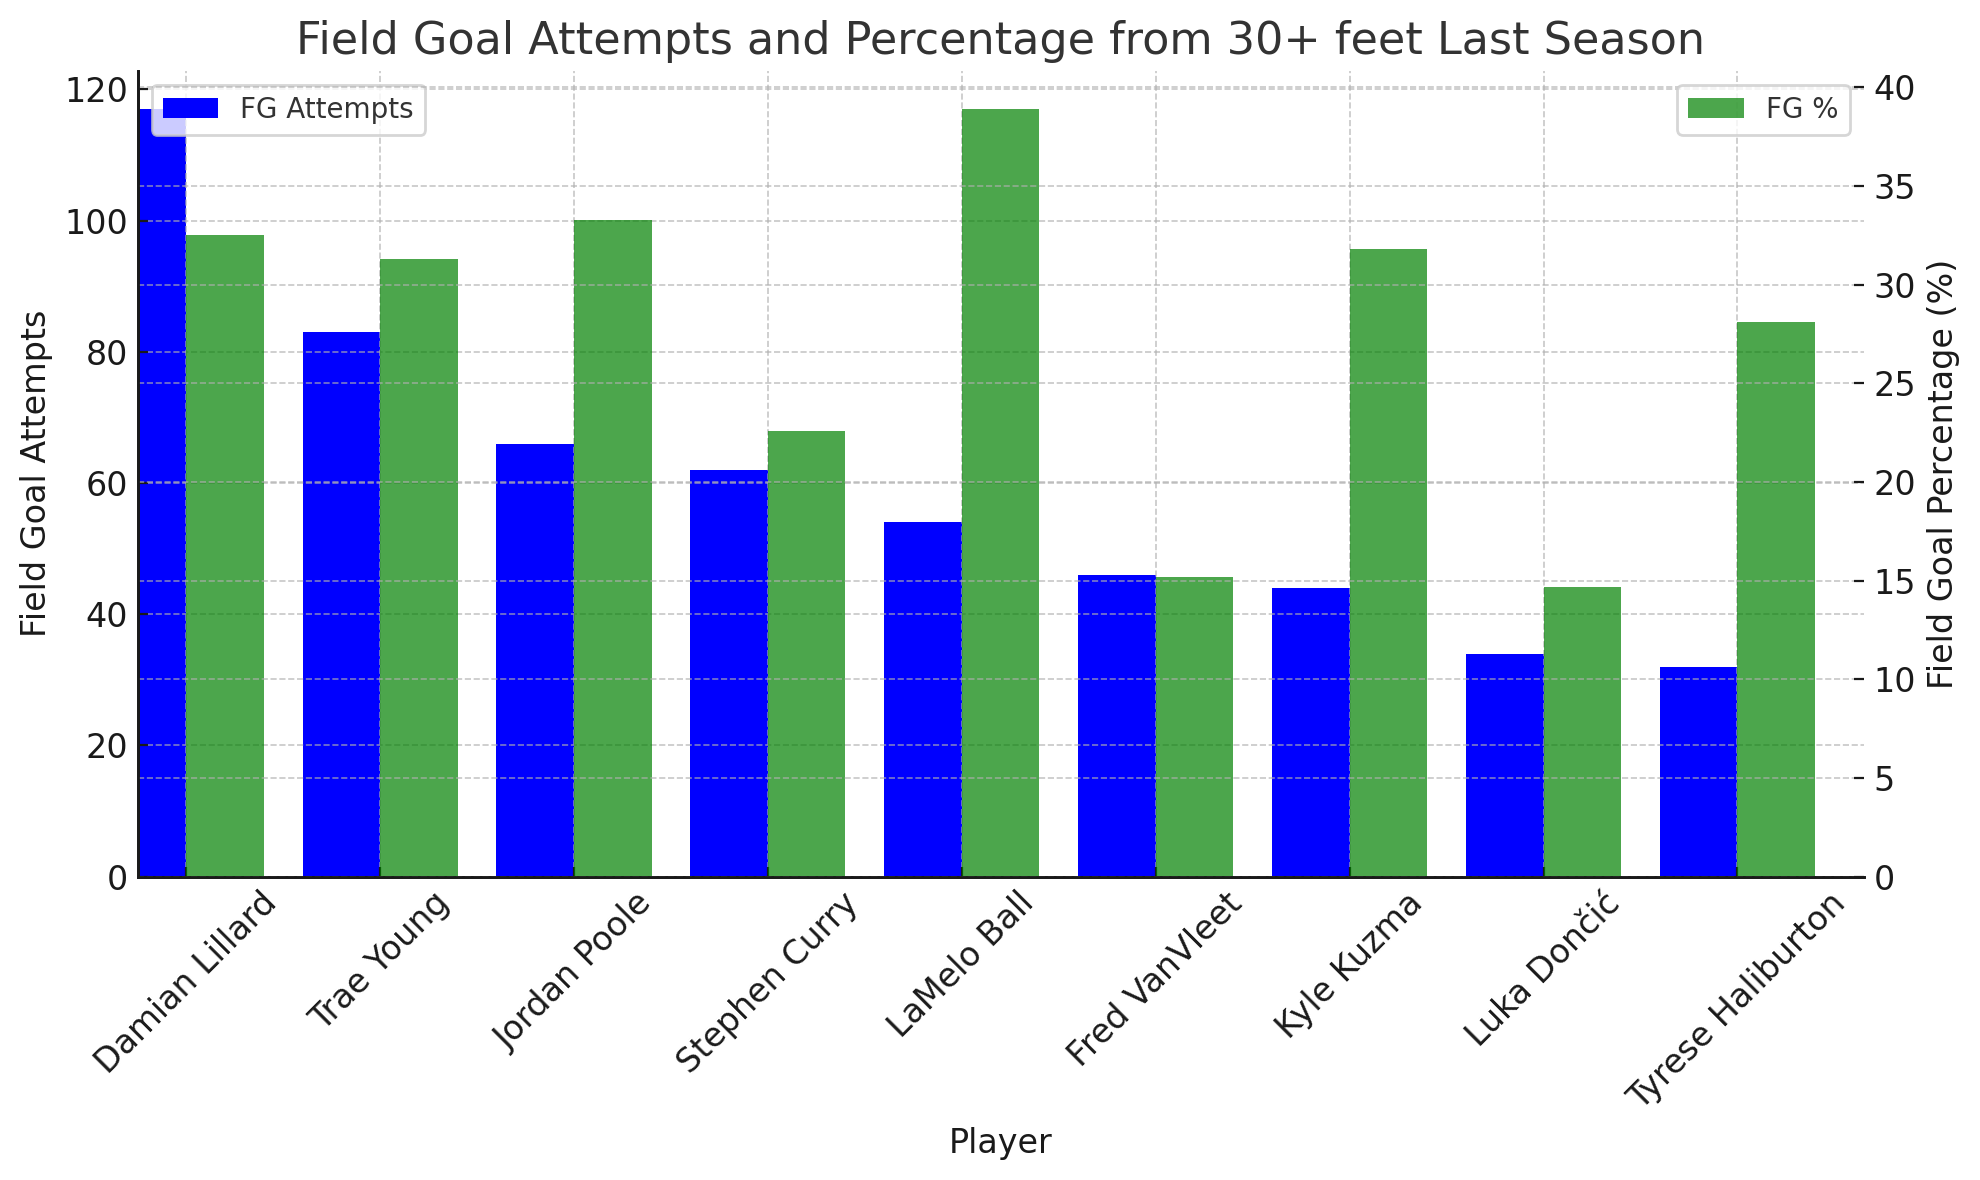 Field Goal Attempts and Percentage from 30+ feet Last Season
FG Attempts
FG %
Field Goal Attempts
120
100
80
60
40
20
0
Field Goal Percentage (%)
40
35
30
25
20
15
10
5
0
Damian Lillard
Trae Young
Jordan Poole
Stephen Curry
LaMelo Ball
Fred VanVleet
Kyle Kuzma
Luka Dončić
Tyrese Haliburton
Player